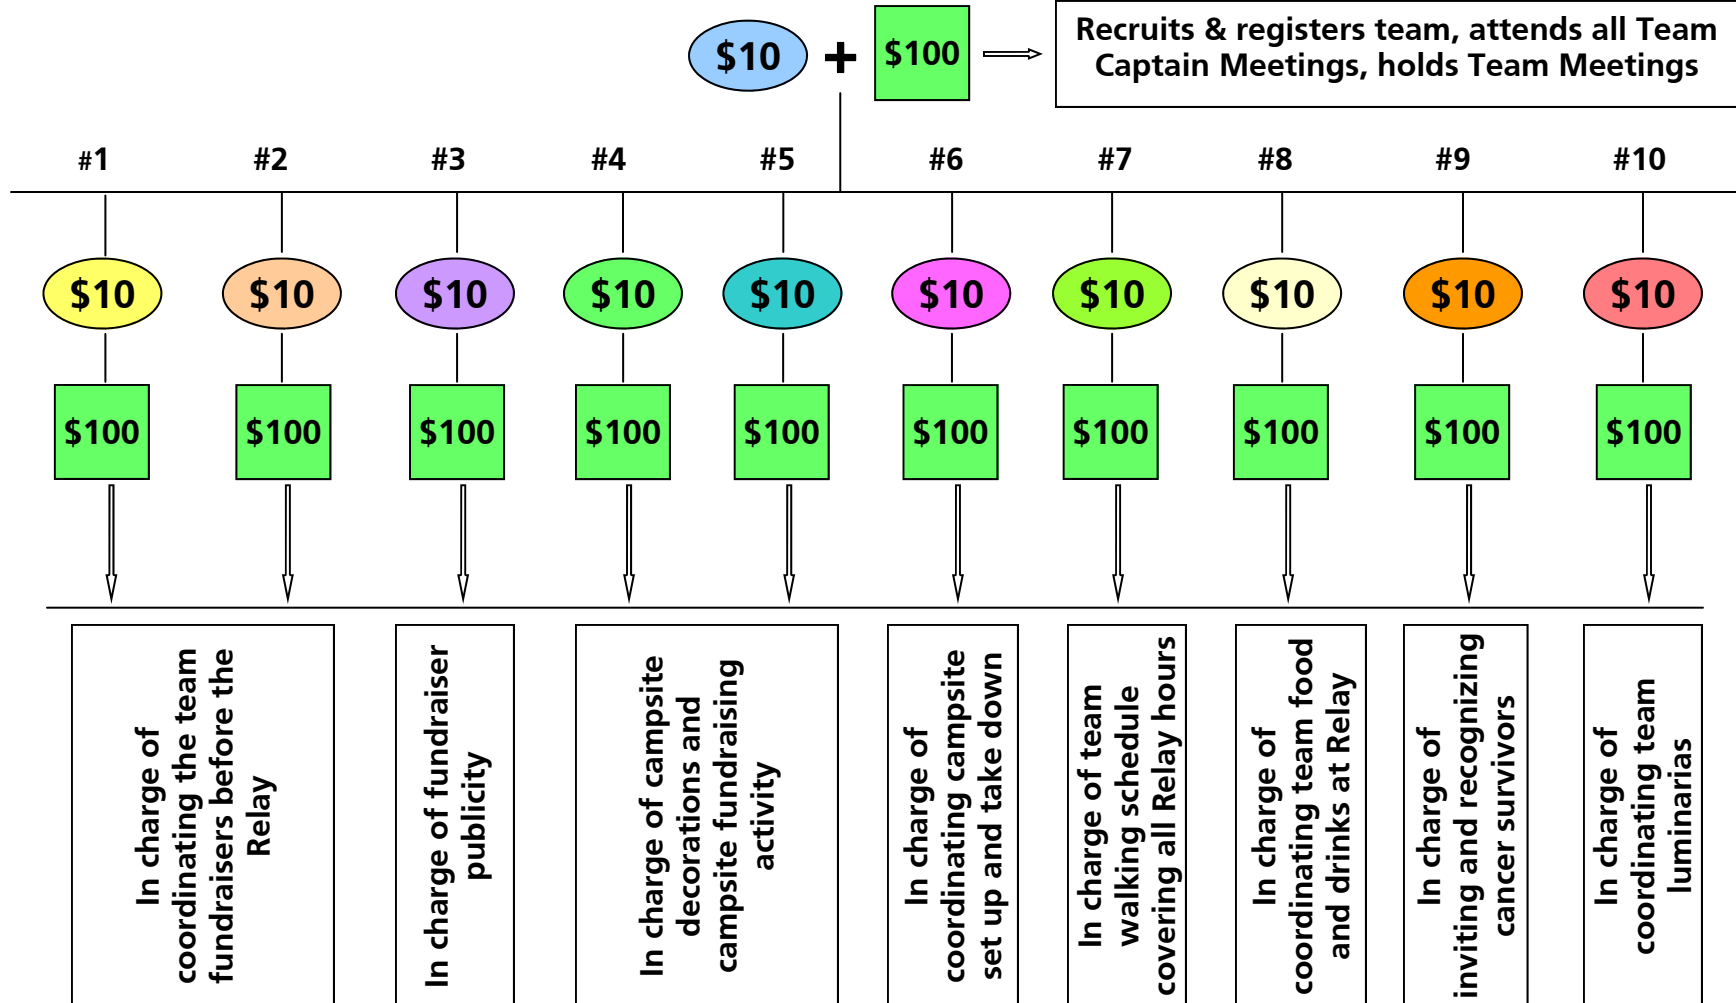 $10 + $100
Recruits & registers team, attends all Team
Captain Meetings, holds Team Meetings
#1 #2 #3 #4 #5 #6 #7 #8 #9 #10
$10 $10 $10 $10 $10 $10 $10 $10 $10 $10
$100 $100 $100 $100 $100 $100 $100 $100 $100 $100
In charge of
coordinating the team
fundraisers before the
Relay
In charge of fundraiser
publicity
In charge of campsite
decorations and
campsite fundraising
activity
In charge of
coordinating campsite
set up and take down
In charge of team
walking schedule
covering all Relay hours
In charge of
coordinating team food
and drinks at Relay
In charge of
inviting and recognizing
cancer survivors
In charge of
coordinating team
luminarias